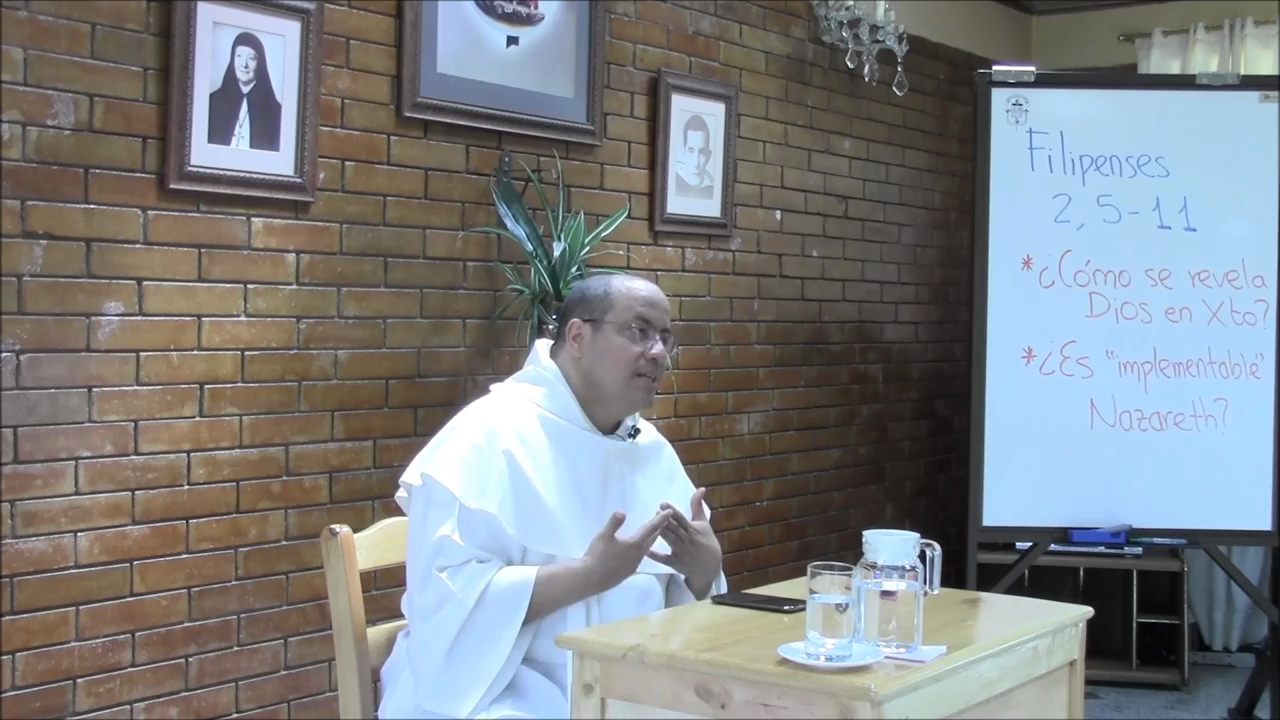 Filipenses
2, 5-11
*¿Cómo se revela
Dios en Xto?
*¿Es "implementable"
Nazareth?